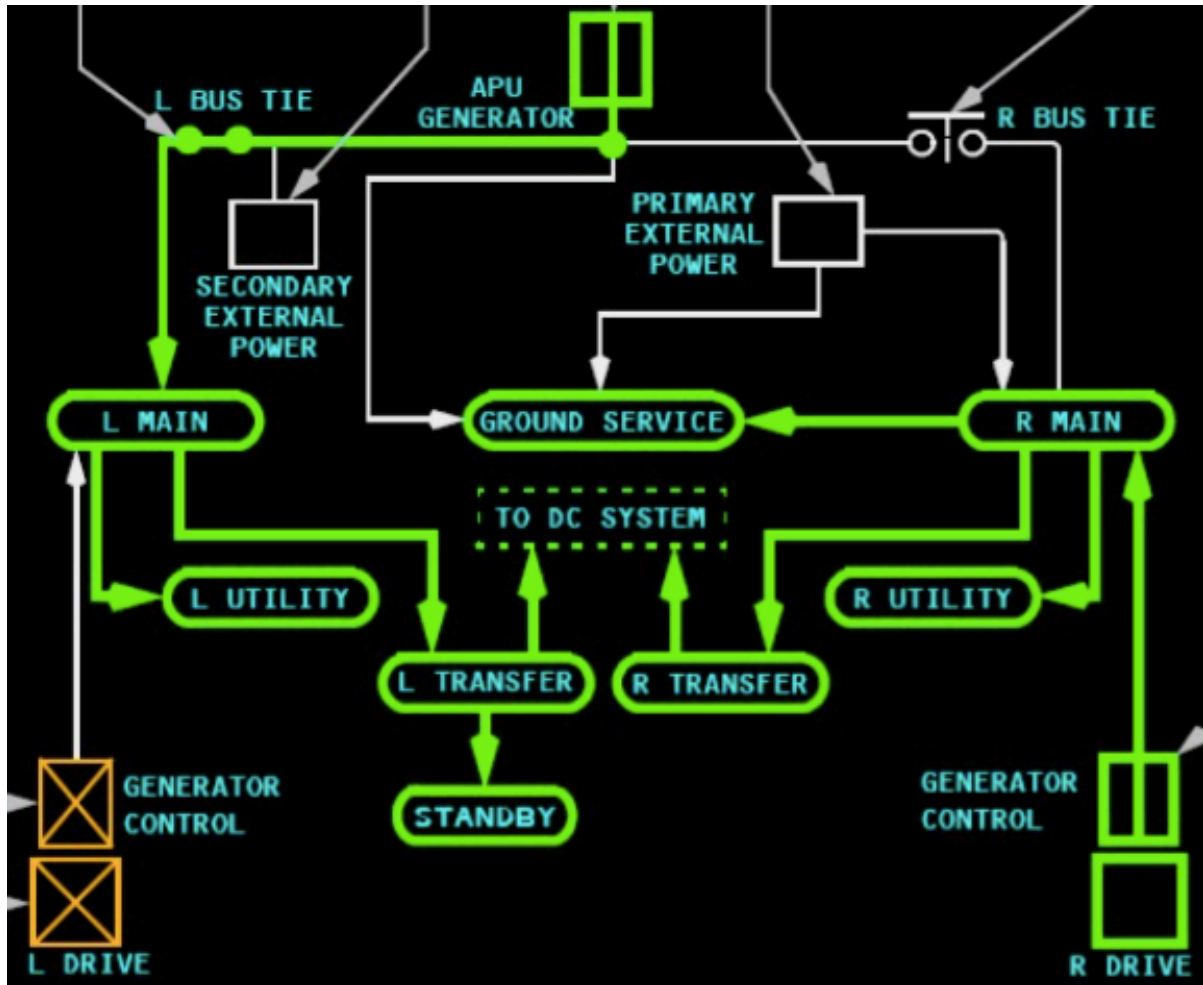 L BUS TIE
APU
GENERATOR
R BUS TIE
PRIMARY
EXTERNAL
POWER
SECONDARY
EXTERNAL
POWER
L MAIN
GROUND SERVICE
R MAIN
TO DC SYSTEM
L UTILITY
R UTILITY
L TRANSFER
R TRANSFER
STANDBY
GENERATOR
CONTROL
GENERATOR
CONTROL
L DRIVE
R DRIVE